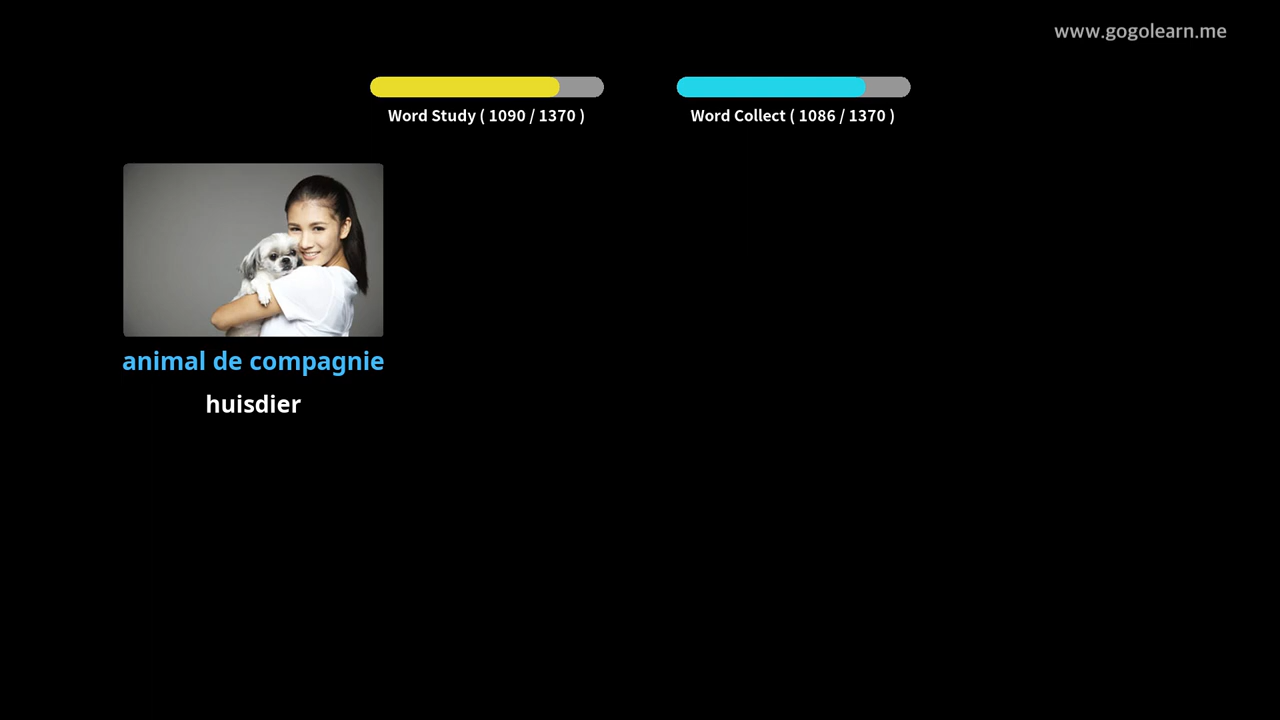 www.gogolearn.me
Word Study ( 1090 / 1370 )
Word Collect ( 1086 / 1370 )
animal de compagnie
huisdier